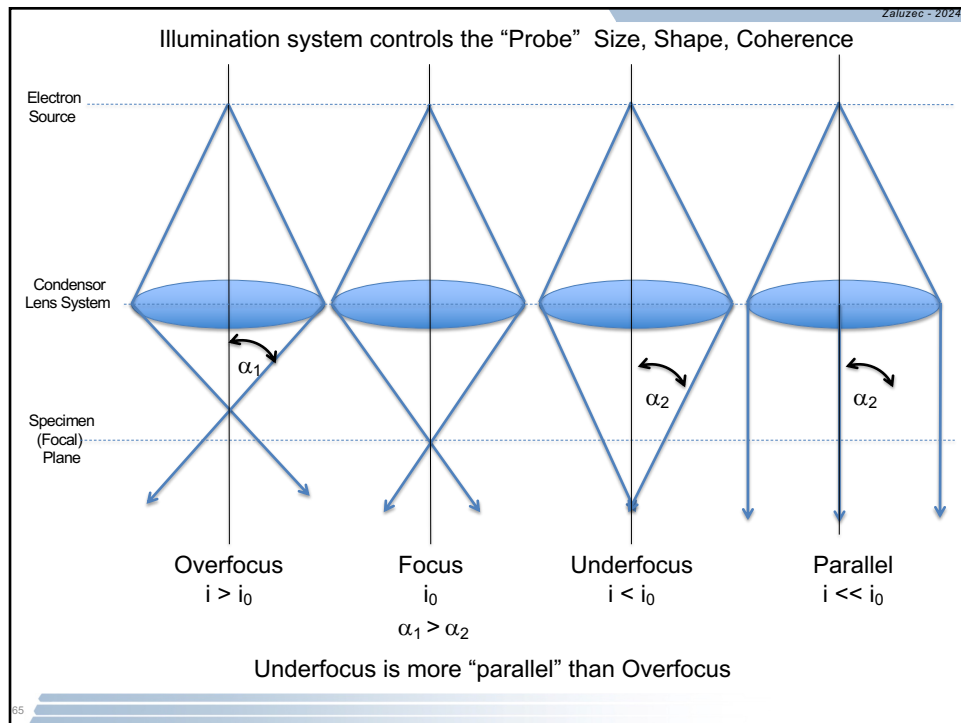 Zaluzec - 2024
Illumination system controls the “Probe”  Size, Shape, Coherence
Electron
Source
Condensor
Lens System
α1
α2
α2
Specimen
(Focal)
Plane
Overfocus
i > i0
Focus
i0
α1 > α2
Underfocus
i < i0
Parallel
i << i0
Underfocus is more “parallel” than Overfocus
65